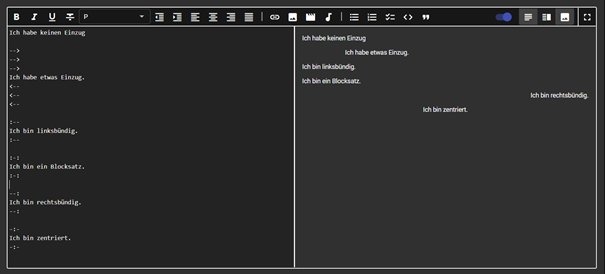 B I U T P
Ich habe keinen Einzug
-->
-->
-->
Ich habe etwas Einzug.
<--
<--
<--
:--
Ich bin linksbündig.
:--
:-:
Ich bin ein Blocksatz.
:-:
--:
Ich bin rechtsbündig.
--:
-:-
Ich bin zentriert.
-:-
Ich habe keinen Einzug
Ich habe etwas Einzug.
Ich bin linksbündig.
Ich bin ein Blocksatz.
Ich bin rechtsbündig.
Ich bin zentriert.